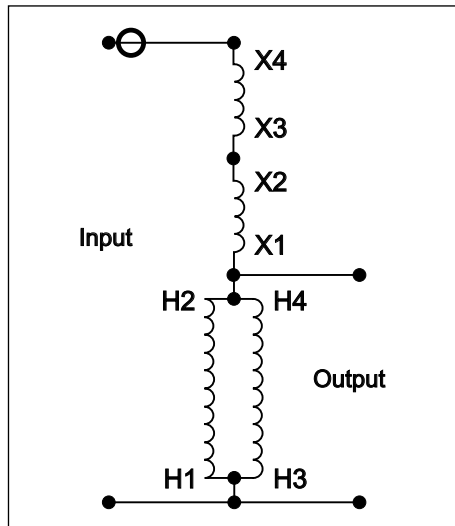 X4
X3
X2
Input
X1
H2 H4
Output
H1 H3